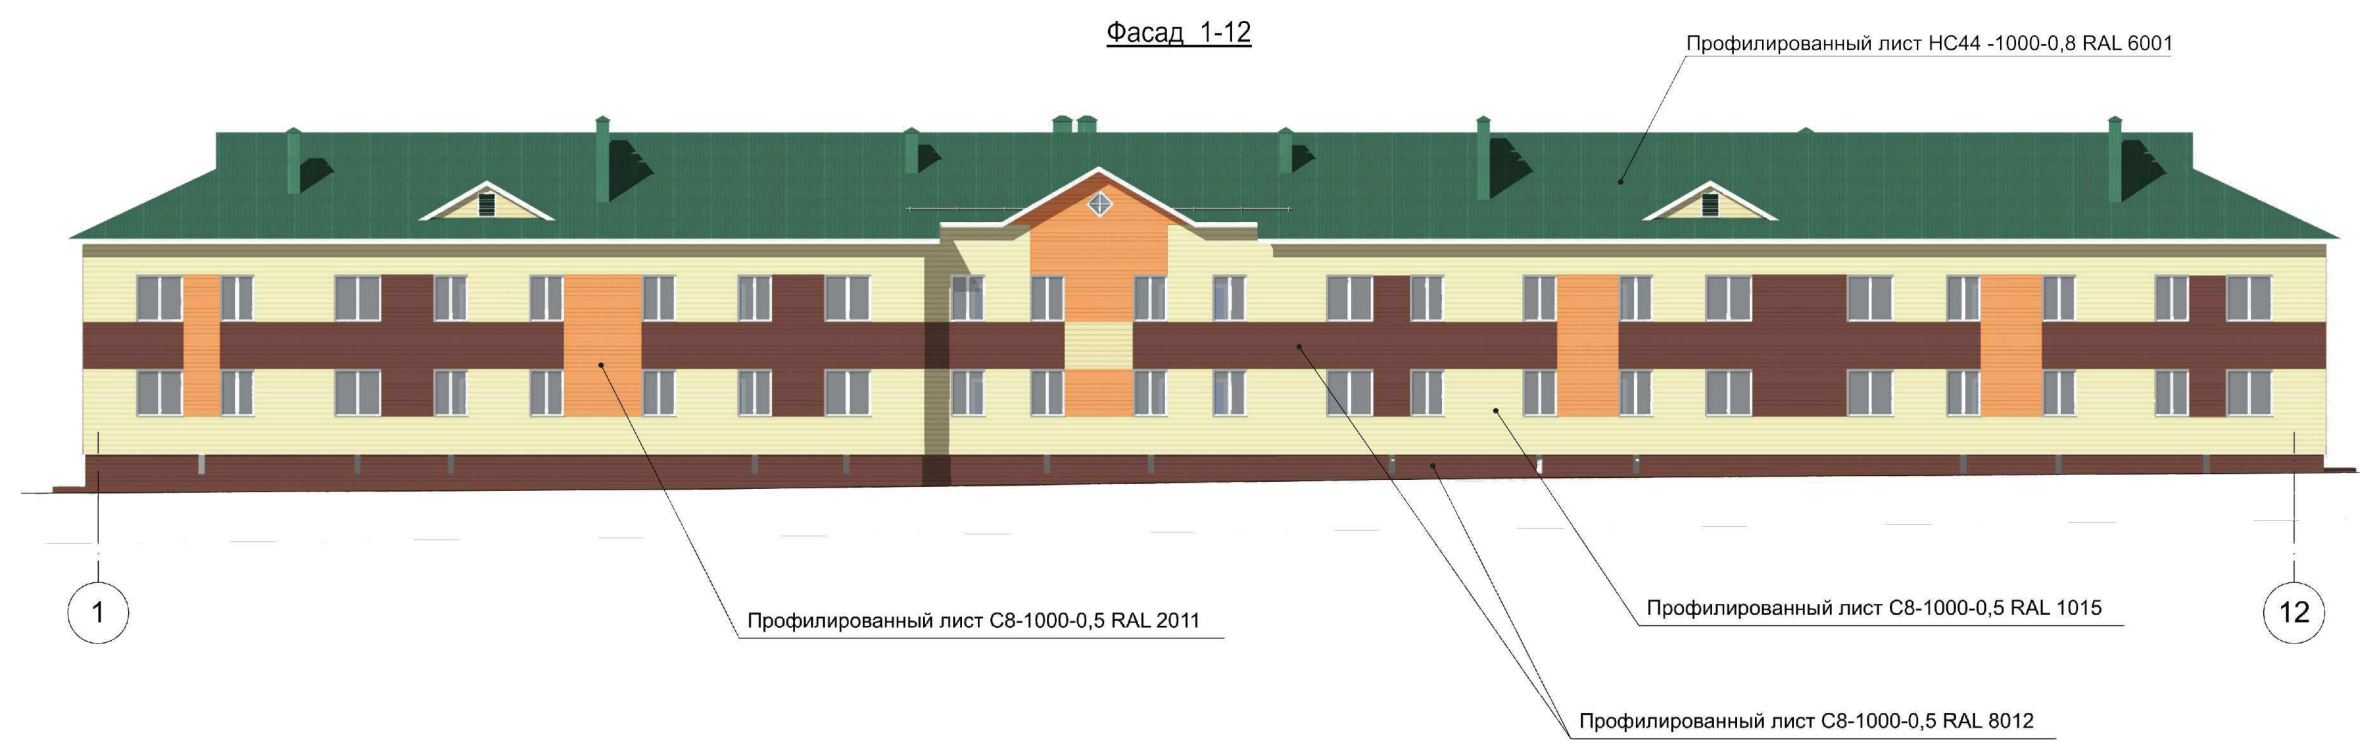 Фасад 1-12
Профилированный лист НС44 -1000-0,8 RAL 6001
1
Профилированный лист С8-1000-0,5 RAL 2011
Профилированный лист С8-1000-0,5 RAL 1015
12
Профилированный лист С8-1000-0,5 RAL 8012